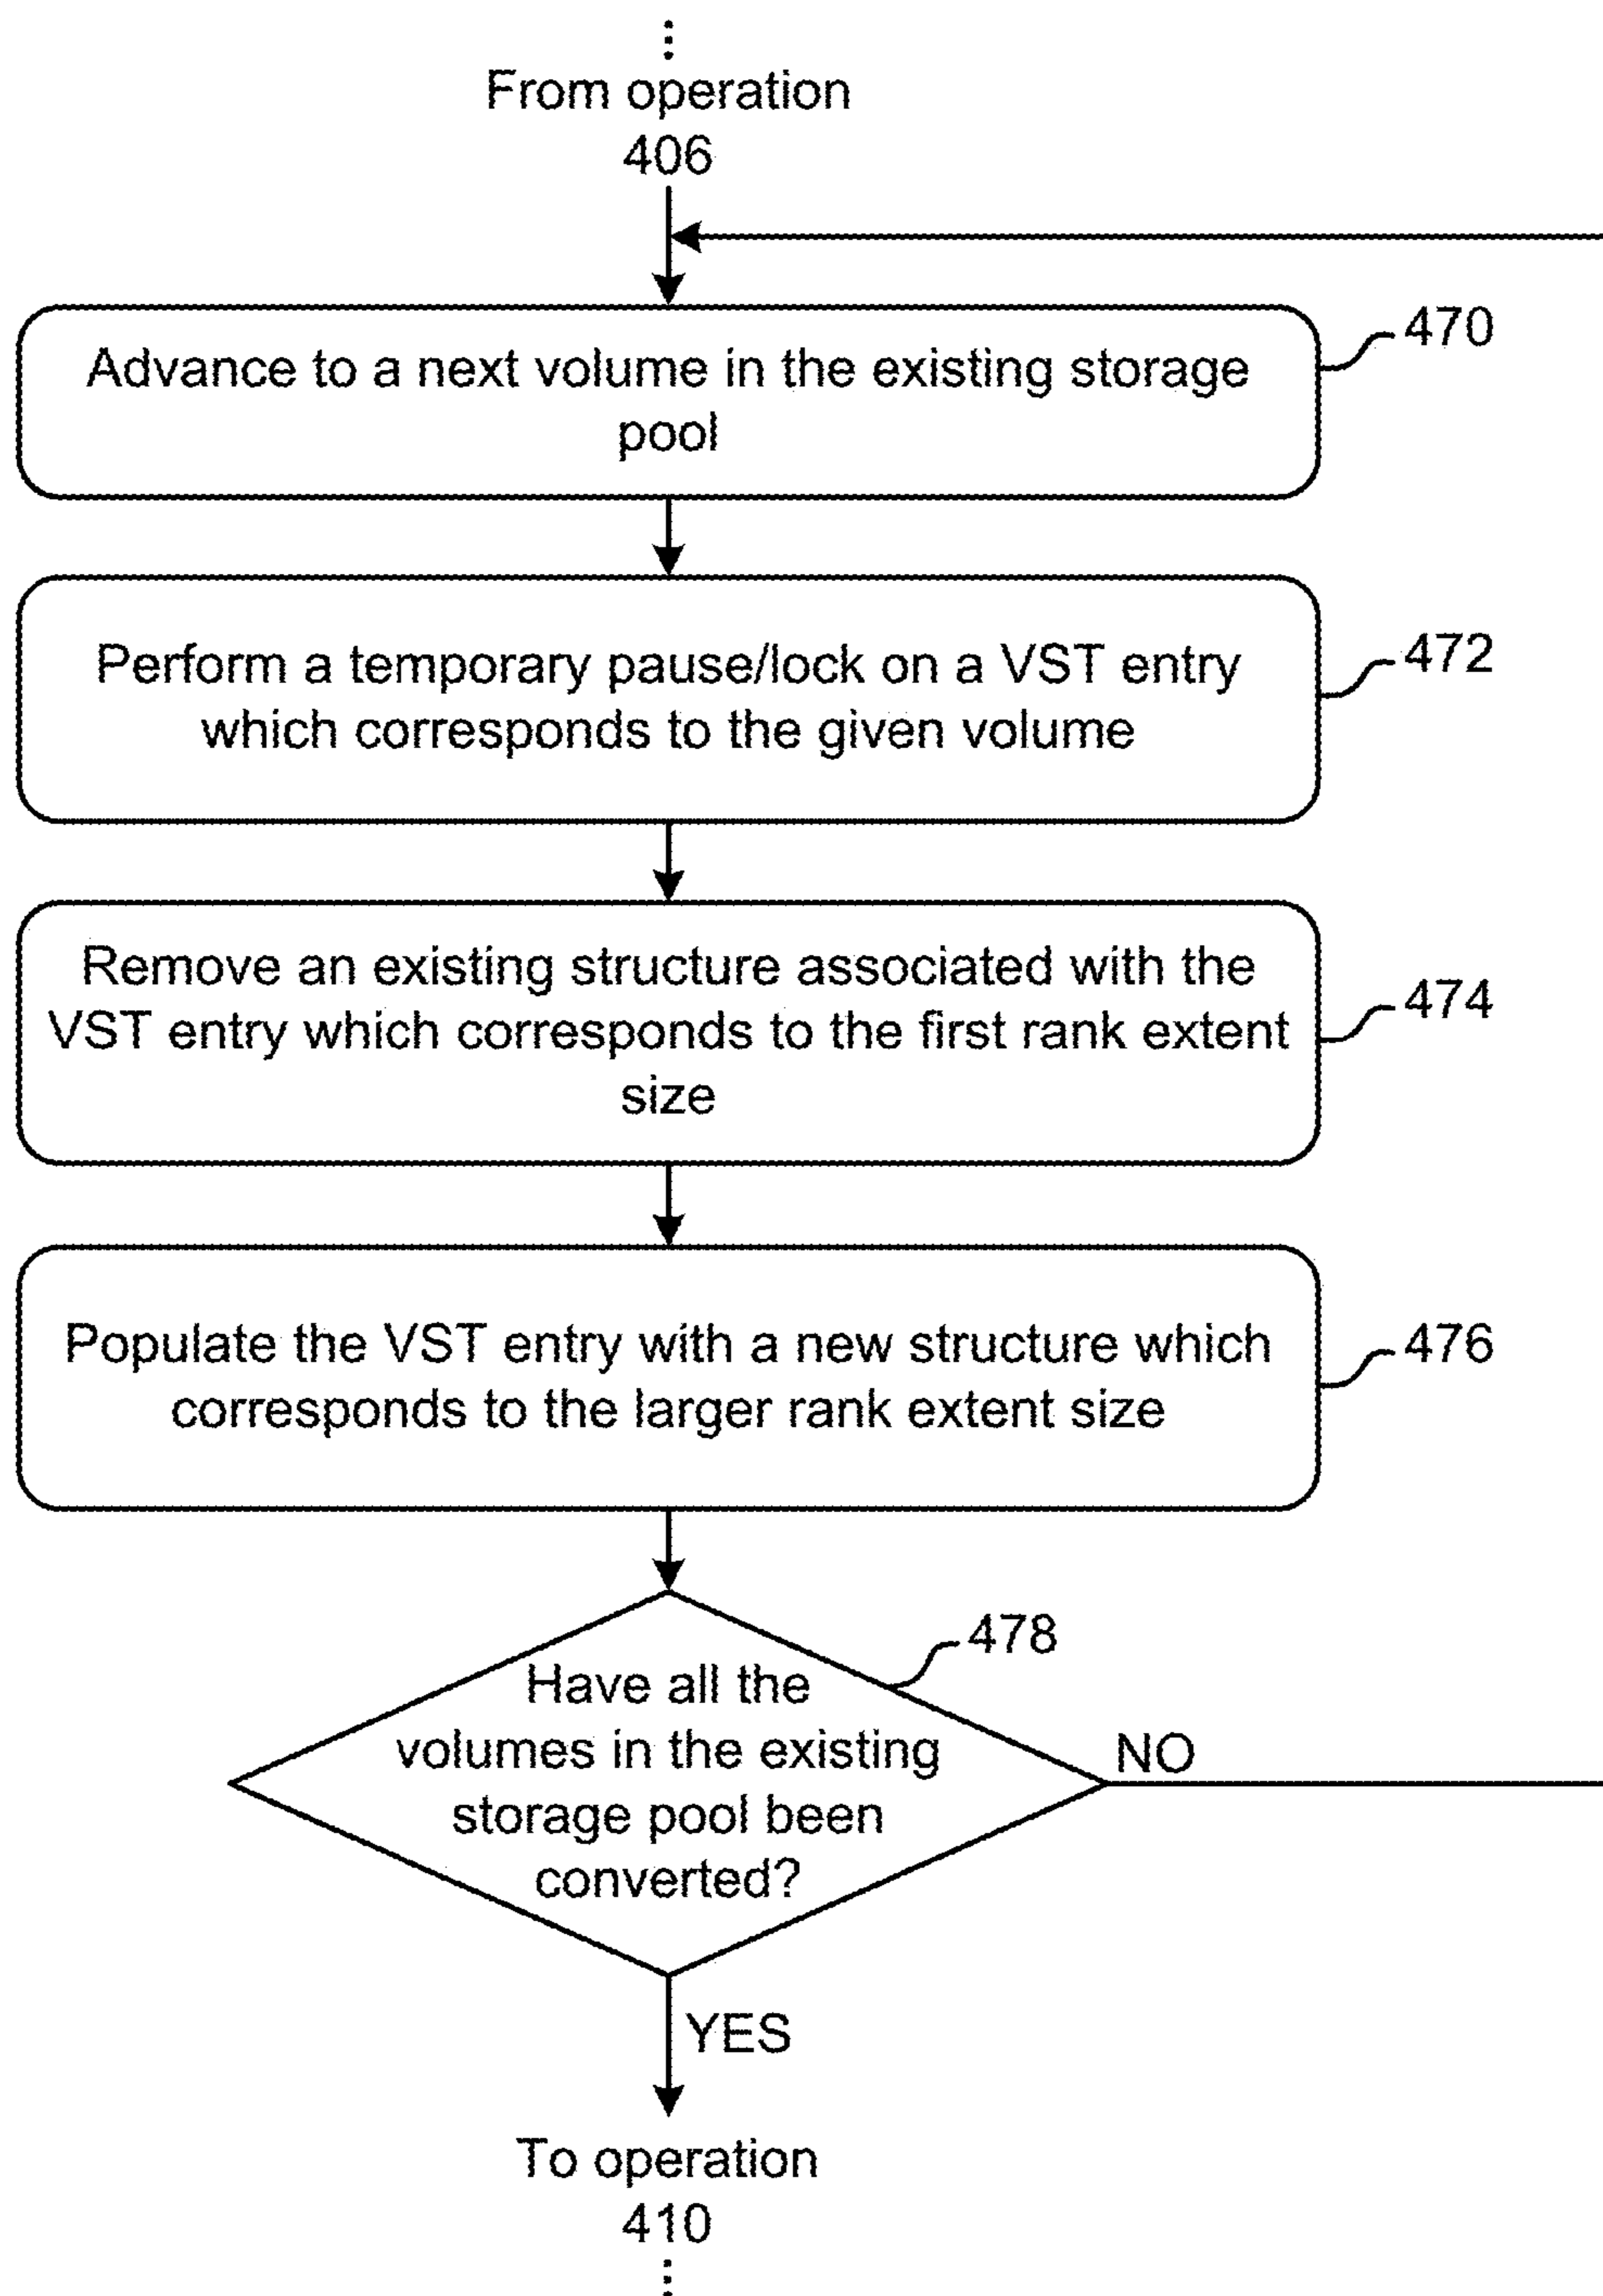 From operation
406
Advance to a next volume in the existing storage
pool
470
Perform a temporary pause/lock on a VST entry
which corresponds to the given volume
472
Remove an existing structure associated with the
VST entry which corresponds to the first rank extent
size
474
Populate the VST entry with a new structure which
corresponds to the larger rank extent size
476
478
Have all the
volumes in the existing
storage pool been
converted?
NO
YES
To operation
410